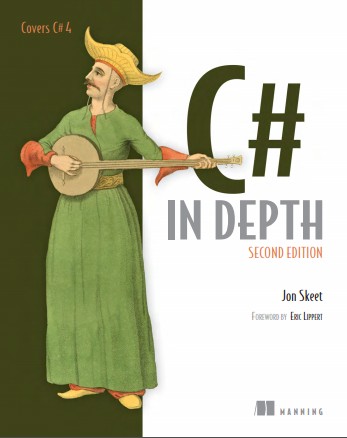 Covers C# 4
C#
IN DEPTH
SECOND EDITION
Jon Skeet
FOREWORD BY ERIC LIPPERT
MANNING